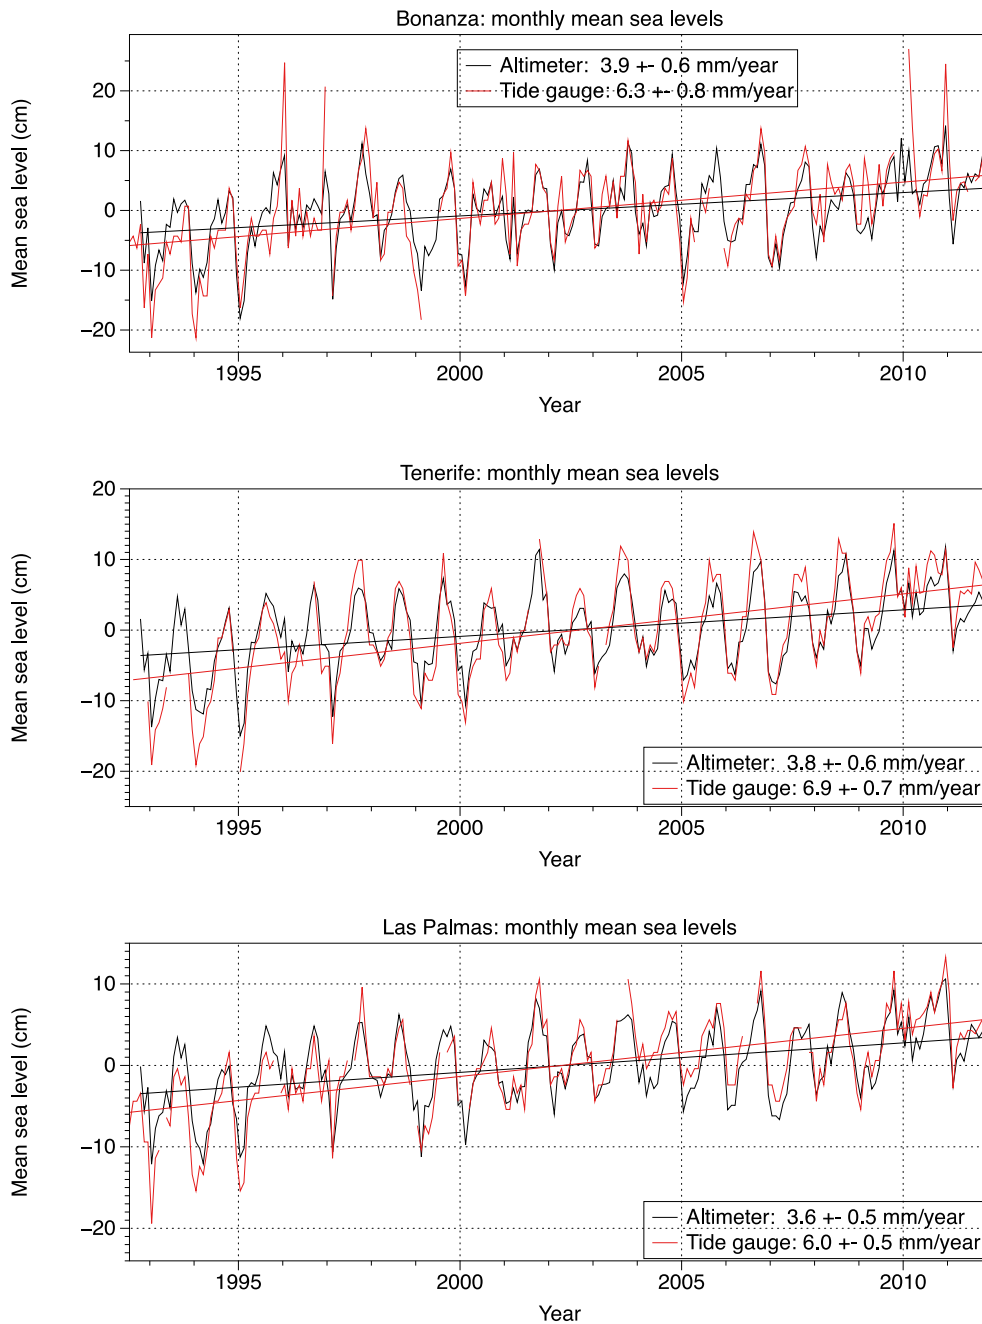 Bonanza: monthly mean sea levels
Altimeter: 3.9 +- 0.6 mm/year
Tide gauge: 6.3 +- 0.8 mm/year
Mean sea level (cm)
20
10
0
−10
−20
1995 2000 2005 2010
Year
Tenerife: monthly mean sea levels
Mean sea level (cm)
20
10
0
−10
−20
Altimeter: 3.8 +- 0.6 mm/year
Tide gauge: 6.9 +- 0.7 mm/year
1995 2000 2005 2010
Year
Las Palmas: monthly mean sea levels
Mean sea level (cm)
10
0
−10
−20
Altimeter: 3.6 +- 0.5 mm/year
Tide gauge: 6.0 +- 0.5 mm/year
1995 2000 2005 2010
Year